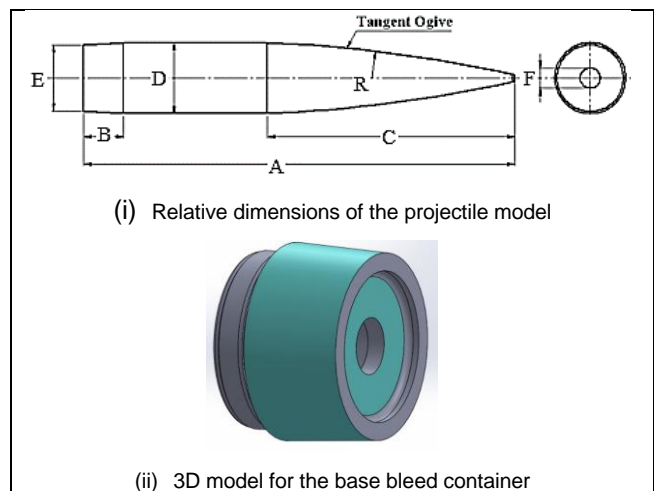 Tangent Ogive
E
D
R
F
B
C
A
(i) Relative dimensions of the projectile model
(ii) 3D model for the base bleed container